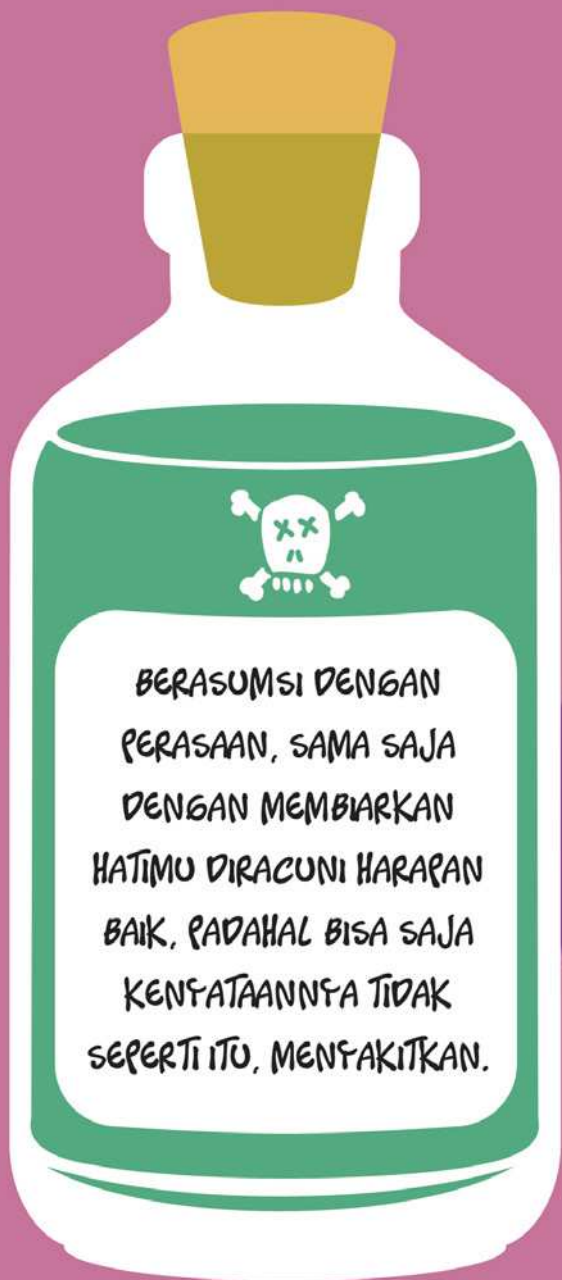 BERASUMSI DENGAN
PERASAAN, SAMA SAJA
DENGAN MEMBIARKAN
HATIMU DIRACUNI HARAPAN
BAIK, PADAHAL BISA SAJA
KENYATAANNYA TIDAK
SEPERTI ITU, MENYAKITKAN.